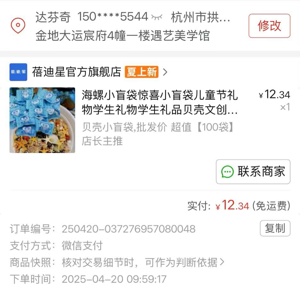 达芬奇 150****5544 杭州市拱...
金地大运宸府4幢一楼遇艺美学馆
修改
蓓迪星官方旗舰店 夏上新 >
海螺小盲袋惊喜小盲袋儿童节礼
物学生礼物学生礼品贝壳文创...
¥12.34
×1
贝壳小盲袋,批发价 超值【100袋】
店长主推
联系商家
实付: ¥12.34 (免运费)
订单编号: 250420-037276957080048
复制
支付方式: 微信支付
商品快照: 核对交易细节时,可作为判断依据 >
下单时间: 2025-04-20 09:59:17